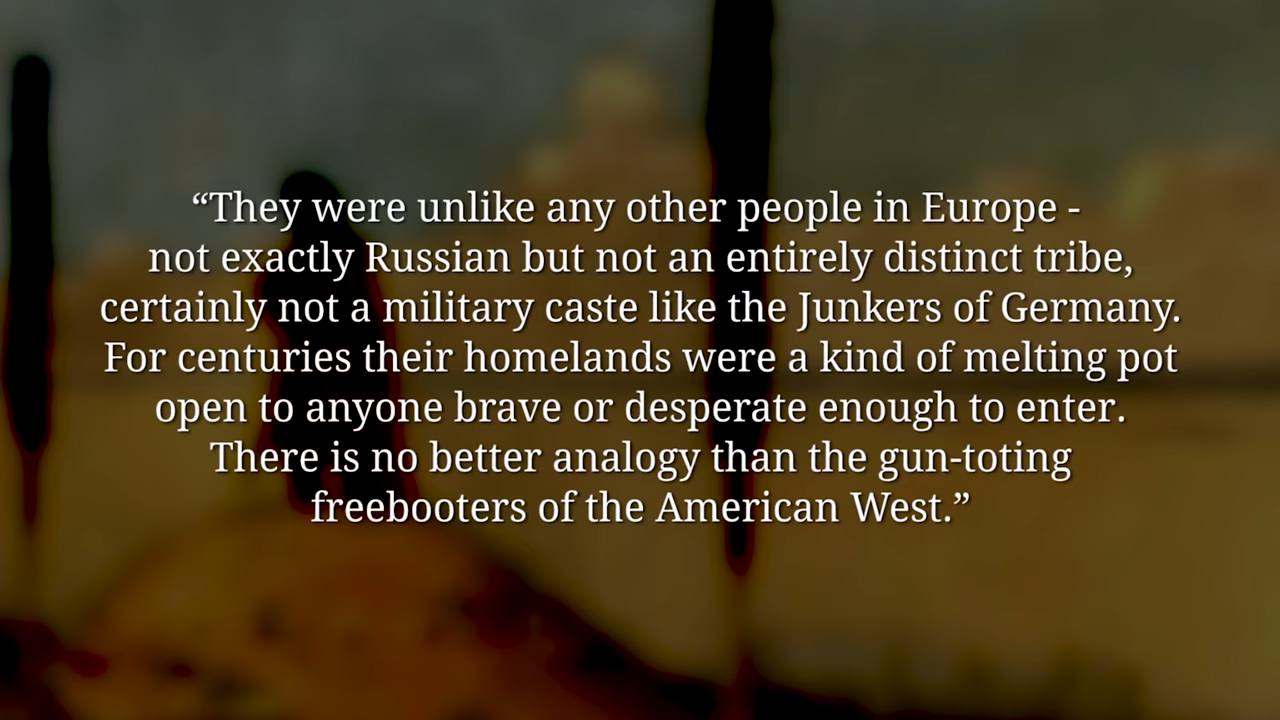 “They were unlike any other people in Europe -
not exactly Russian but not an entirely distinct tribe,
certainly not a military caste like the Junkers of Germany.
For centuries their homelands were a kind of melting pot
open to anyone brave or desperate enough to enter.
There is no better analogy than the gun-toting
freebooters of the American West.”